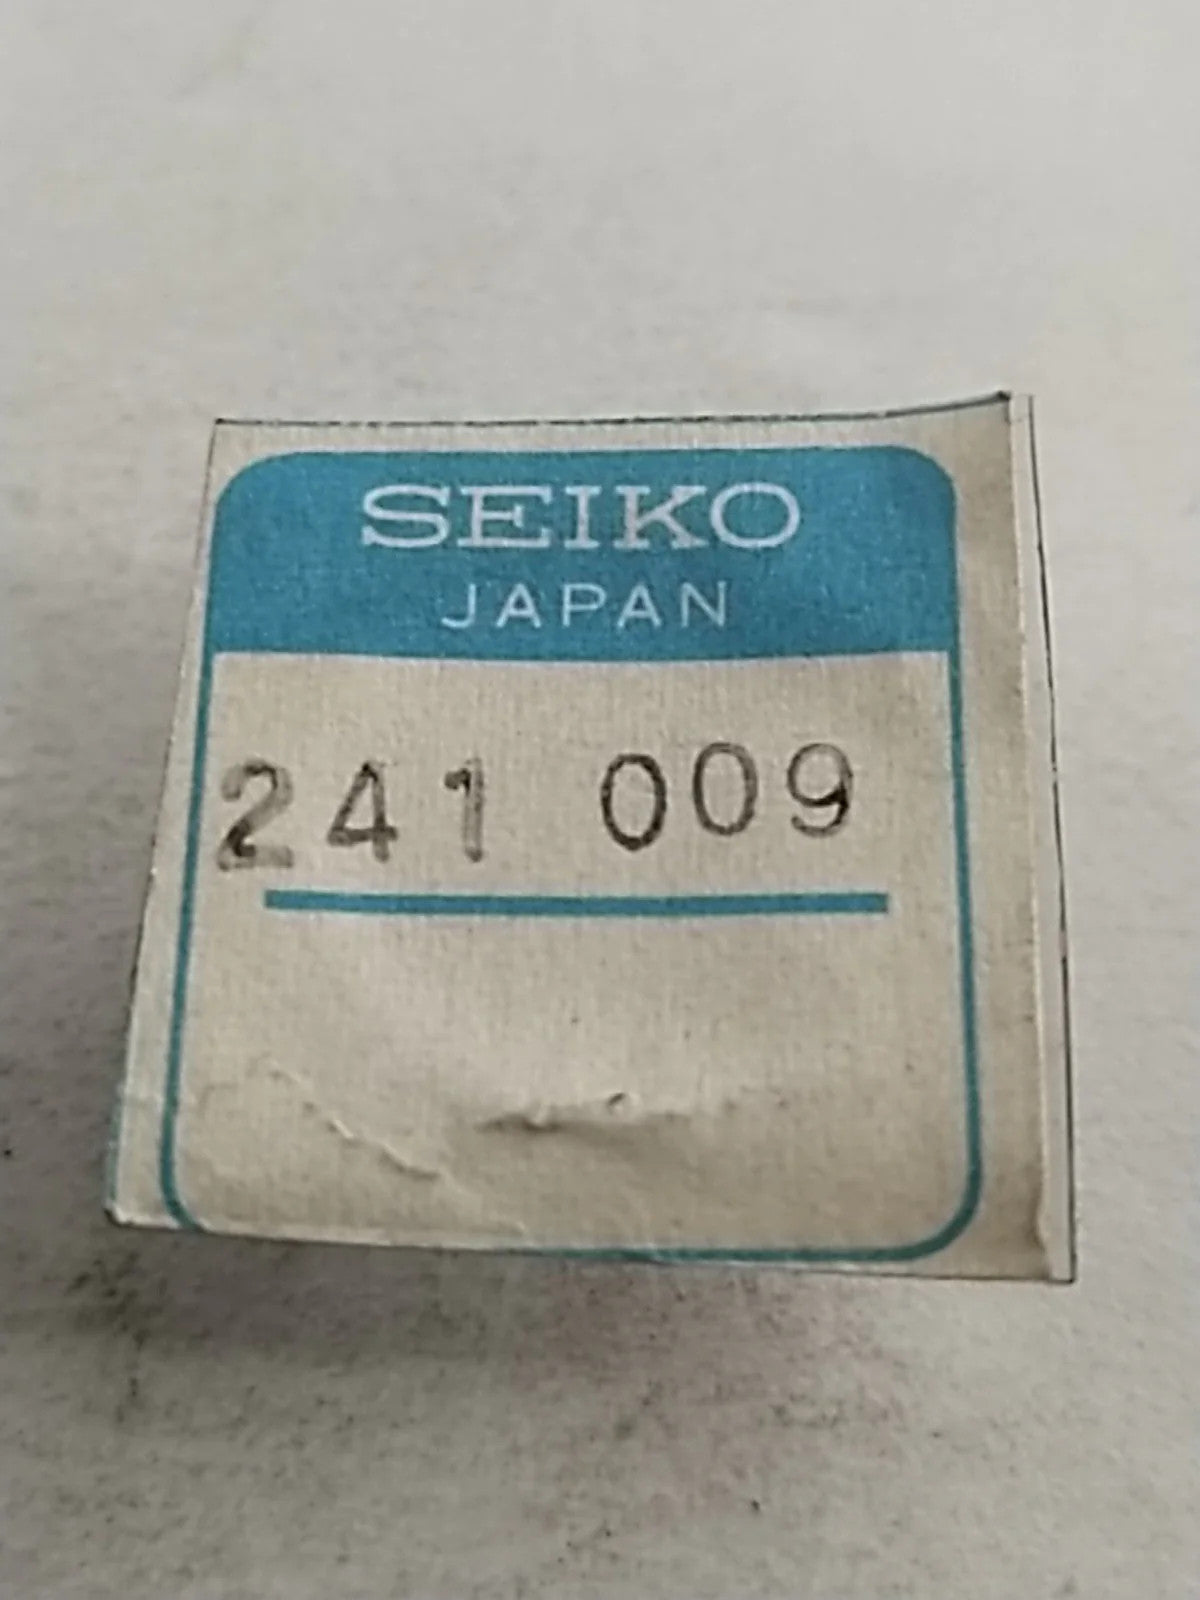 SEIKO
JAPAN
241 009